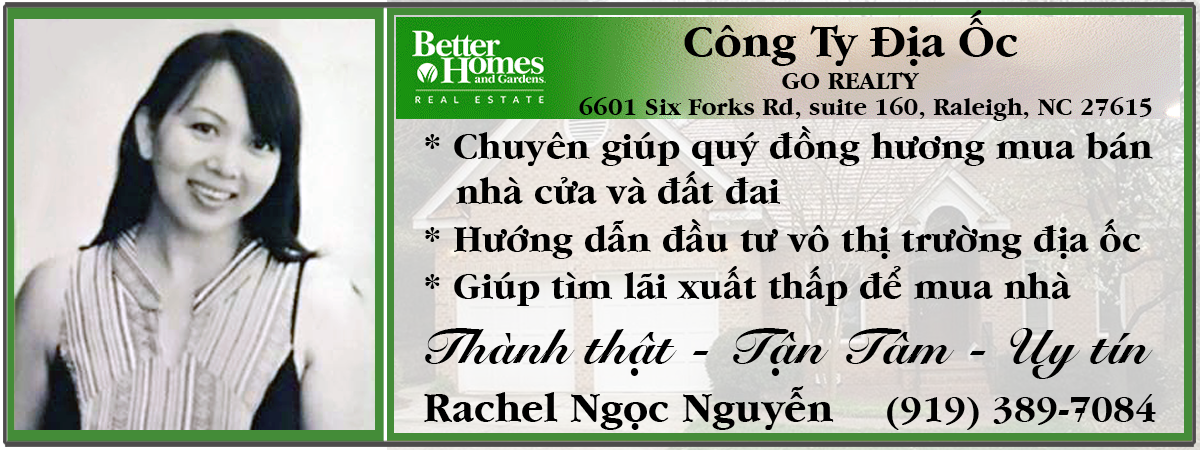 Better
Homes
and Gardens
REAL ESTATE
Công Ty Địa Ốc
GO REALTY
6601 Six Forks Rd, suite 160, Raleigh, NC 27615
* Chuyên giúp quý đồng hương mua bán
nhà cửa và đất đai
* Hướng dẫn đầu tư vô thị trường địa ốc
* Giúp tìm lãi xuất thấp để mua nhà
Thành thật - Tận Tâm - Uy tín
Rachel Ngọc Nguyễn (919) 389-7084